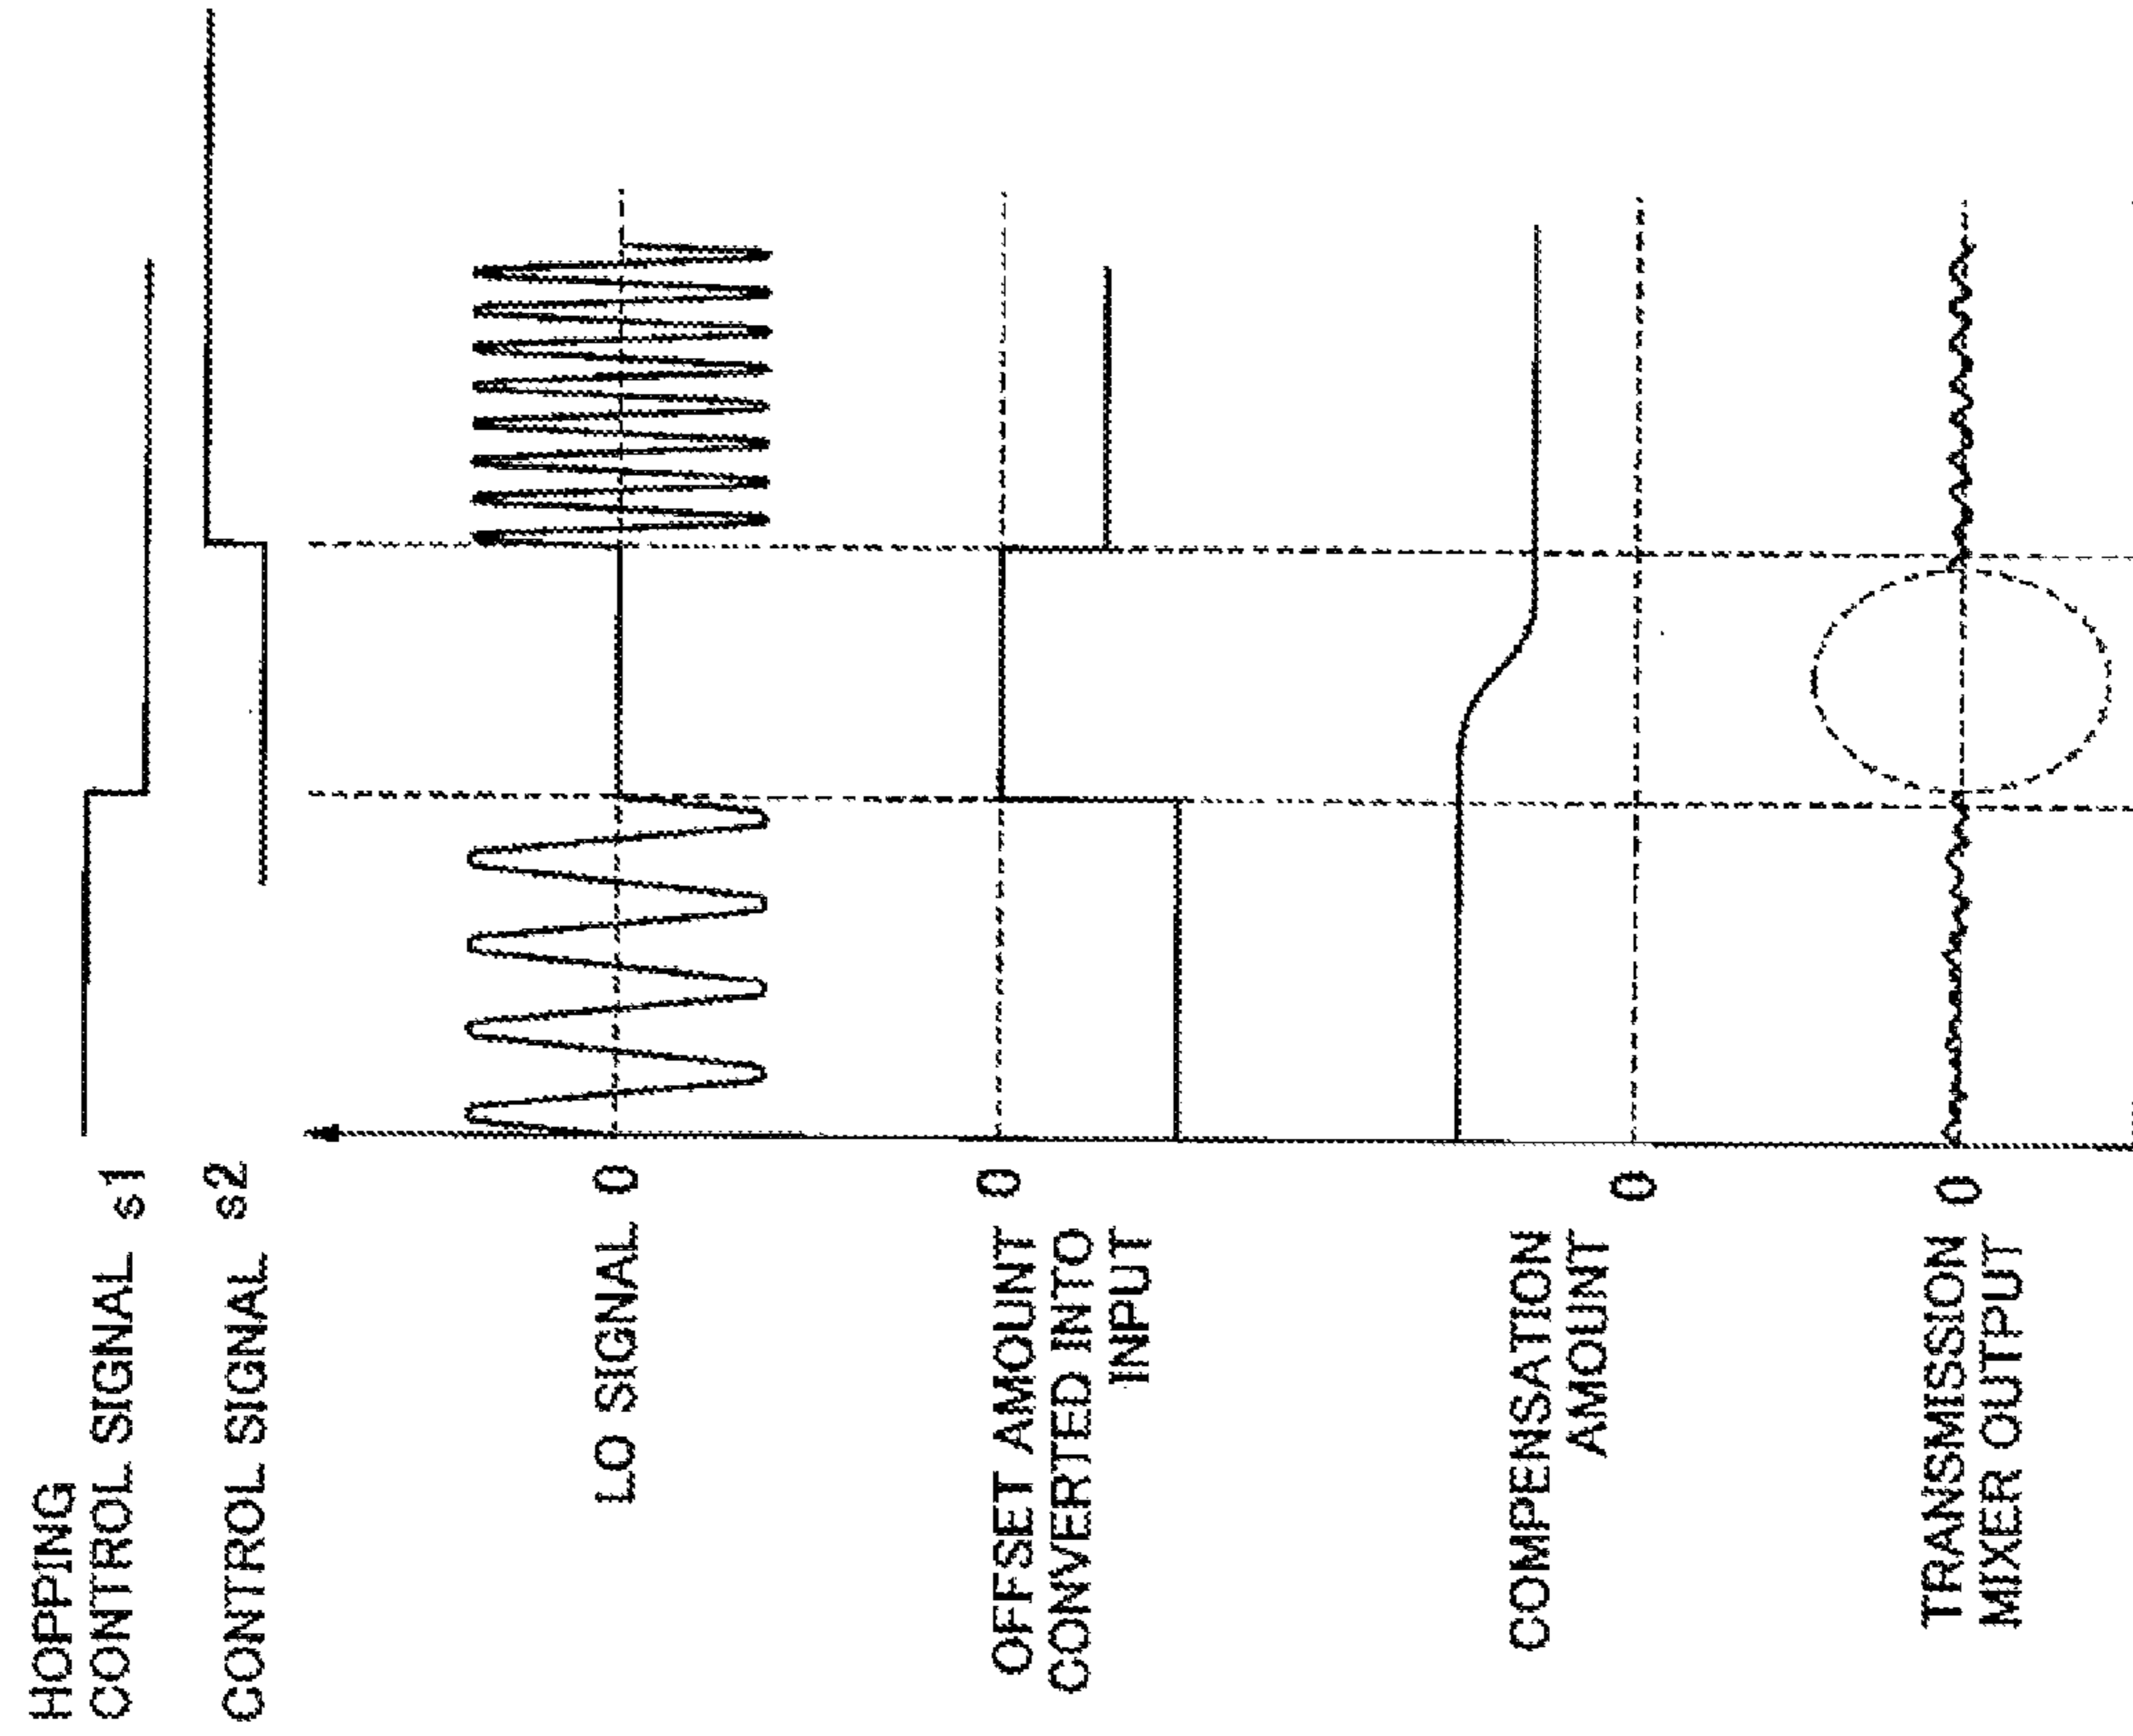 HOPPING
CONTROL SIGNAL s1
CONTROL SIGNAL s2
LO SIGNAL 0
OFFSET AMOUNT 0
CONVERTED INTO
INPUT
COMPENSATION
AMOUNT
0
TRANSMISSION 0
MIXER OUTPUT